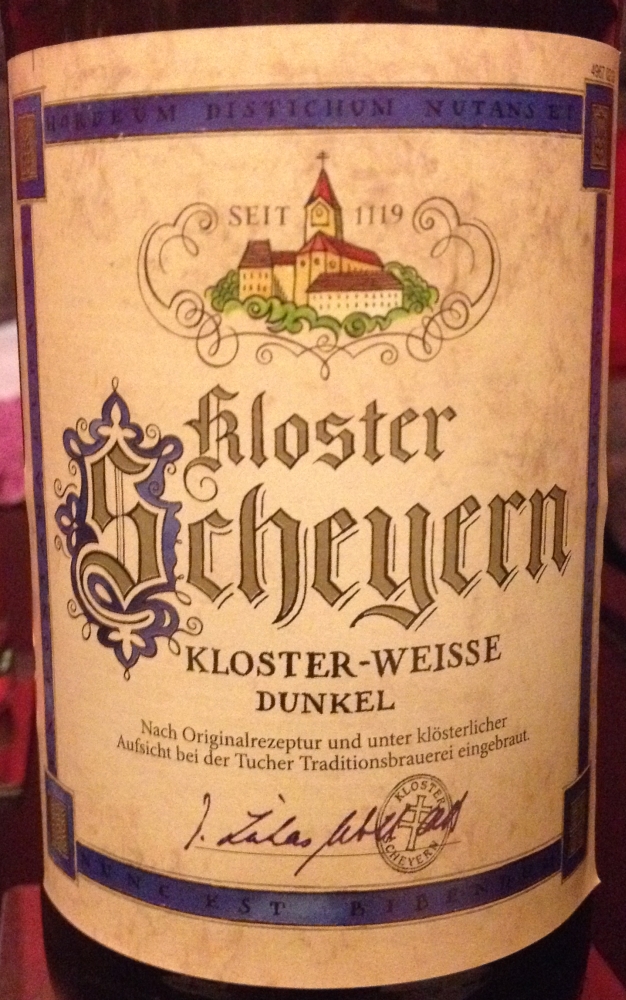 HORDEUM DISTICHUM NUTANS ET
SEIT 1119
Kloster
Scheyern
KLOSTER-WEISSE
DUNKEL
Nach Originalrezeptur und unter klösterlicher
Aufsicht bei der Tucher Traditionsbrauerei eingebraut.
KLOSTER
SCHEYERN
NUNC EST BIBENDUM